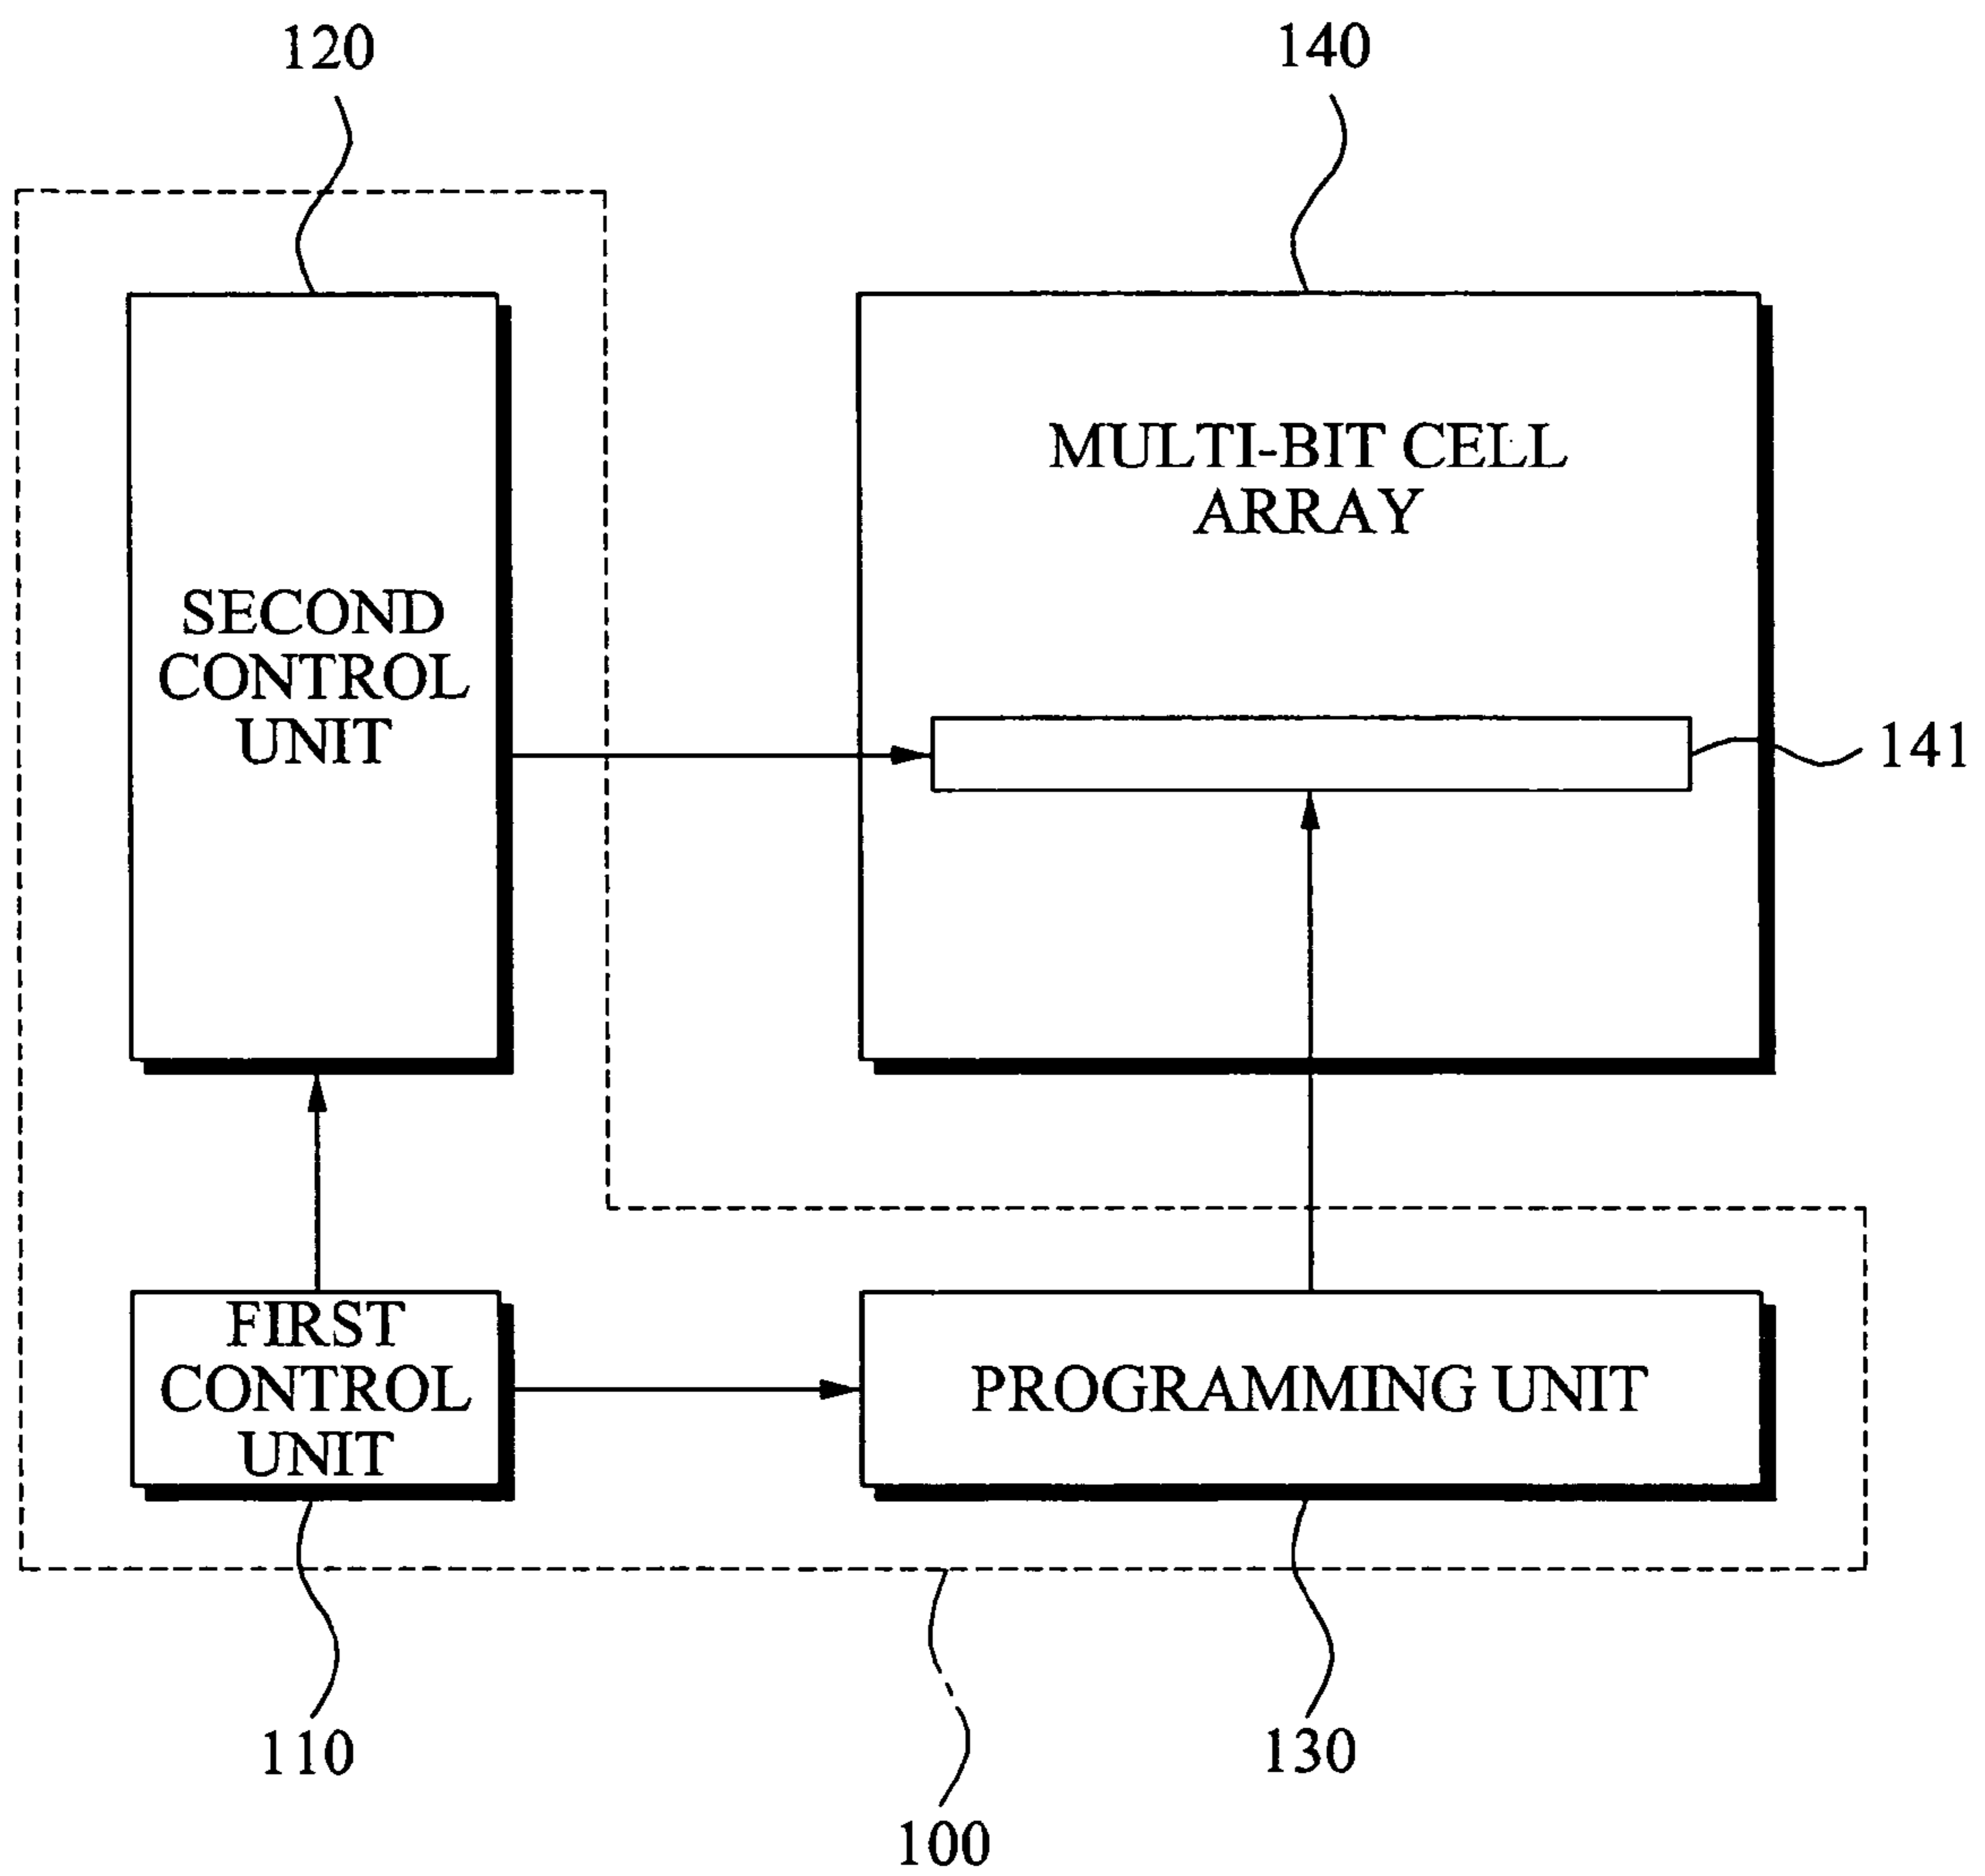 120
140
MULTI-BIT CELL
ARRAY
SECOND
CONTROL
UNIT
141
FIRST
CONTROL
UNIT
PROGRAMMING UNIT
110
130
100